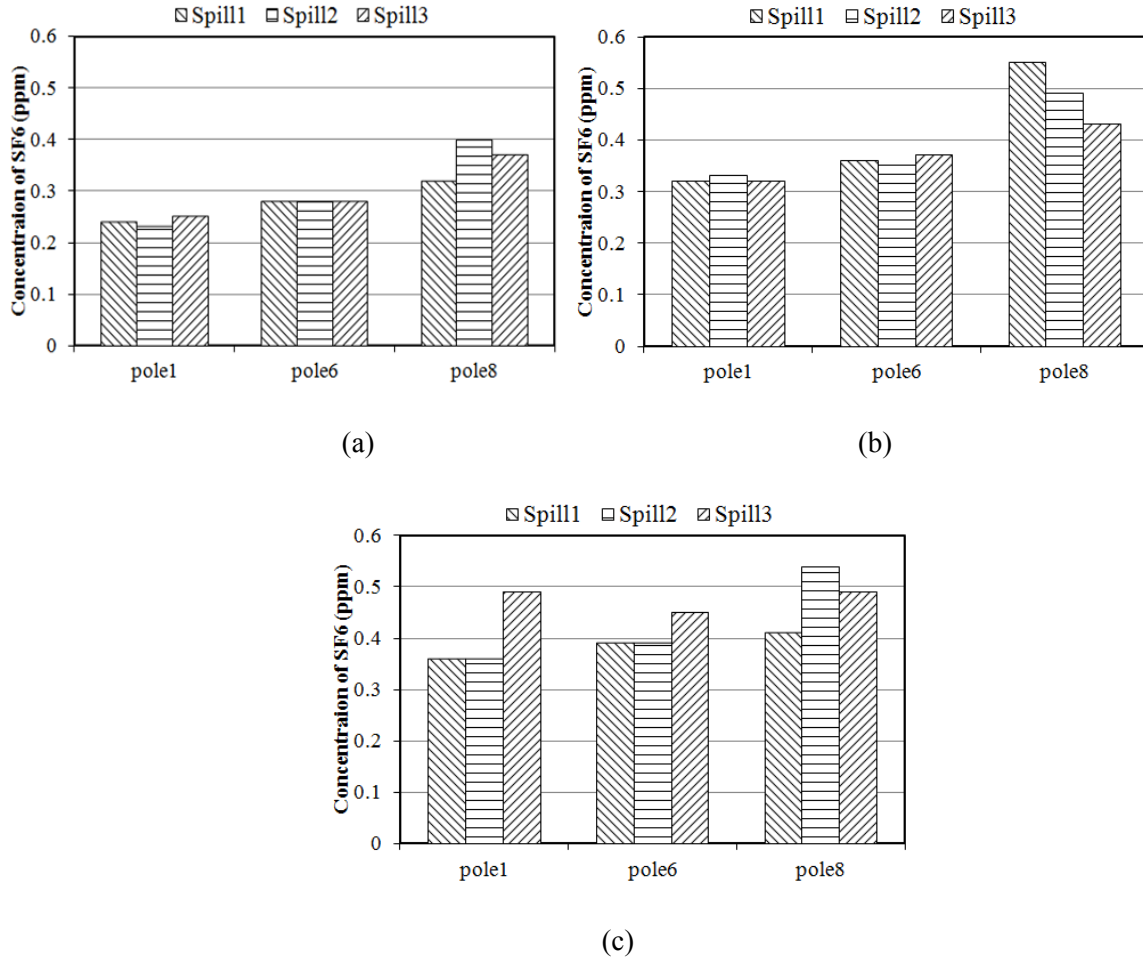 Spill1 Spill2 Spill3
Concentraion of SF6 (ppm)
0.6
0.5
0.4
0.3
0.2
0.1
0
pole1 pole6 pole8
(a)
Spill1 Spill2 Spill3
Concentraion of SF6 (ppm)
0.6
0.5
0.4
0.3
0.2
0.1
0
pole1 pole6 pole8
(b)
Spill1 Spill2 Spill3
Concentraion of SF6 (ppm)
0.6
0.5
0.4
0.3
0.2
0.1
0
pole1 pole6 pole8
(c)